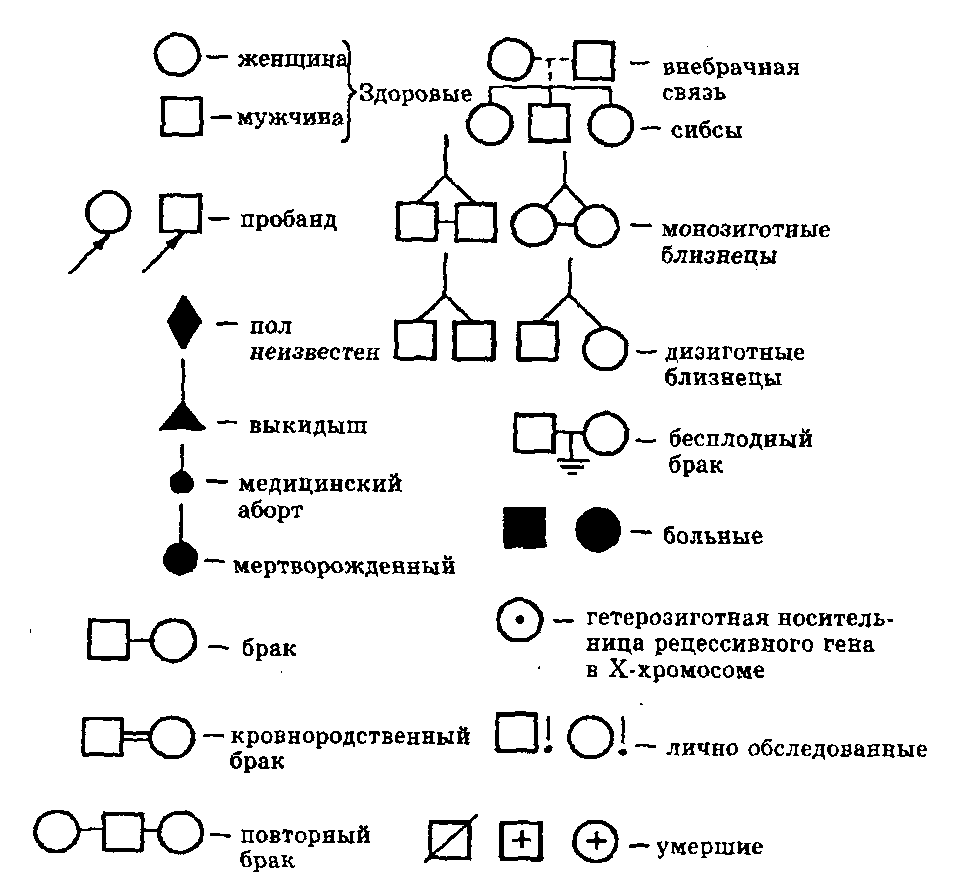 женщина
мужчина
Здоровые
пробанд
пол
неизвестен
выкидыш
медицинский
аборт
мертворожденный
брак
кровнородственный
брак
повторный
брак
внебрачная
связь
сибсы
монозиготные
близнецы
дизиготные
близнецы
бесплодный
брак
больные
гетерозиготная носитель-
ница рецессивного гена
в X-хромосоме
лично обследованные
умершие